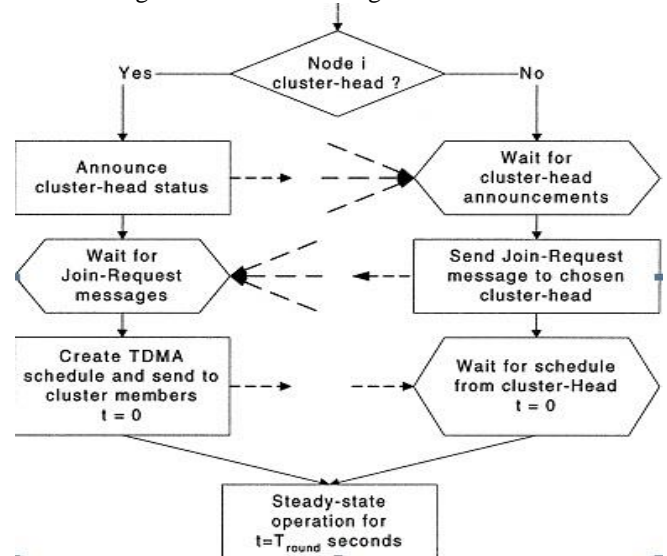 Node i
cluster-head ?
Yes
No
Announce
cluster-head status
Wait for
cluster-head
announcements
Wait for
Join-Request
messages
Send Join-Request
message to chosen
cluster-head
Create TDMA
schedule and send to
cluster members
t = 0
Wait for schedule
from cluster-Head
t = 0
Steady-state
operation for
t=Tround seconds